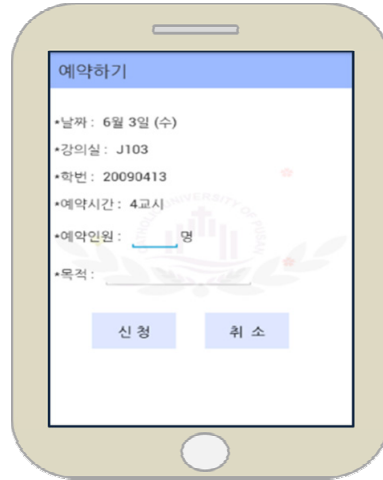 예약하기
•날짜 : 6월 3일 (수)
•강의실 : J103
•학번 : 20090413
•예약시간 : 4교시
•예약인원 : 명
•목적 :
신 청 취 소